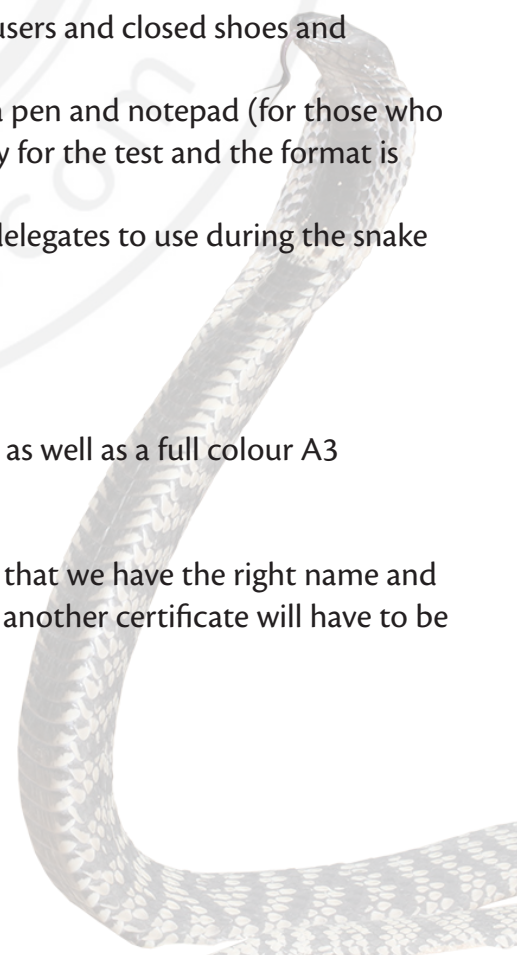 users and closed shoes and
a pen and notepad (for those who
y for the test and the format is
delegates to use during the snake
as well as a full colour A3
that we have the right name and
another certificate will have to be
com